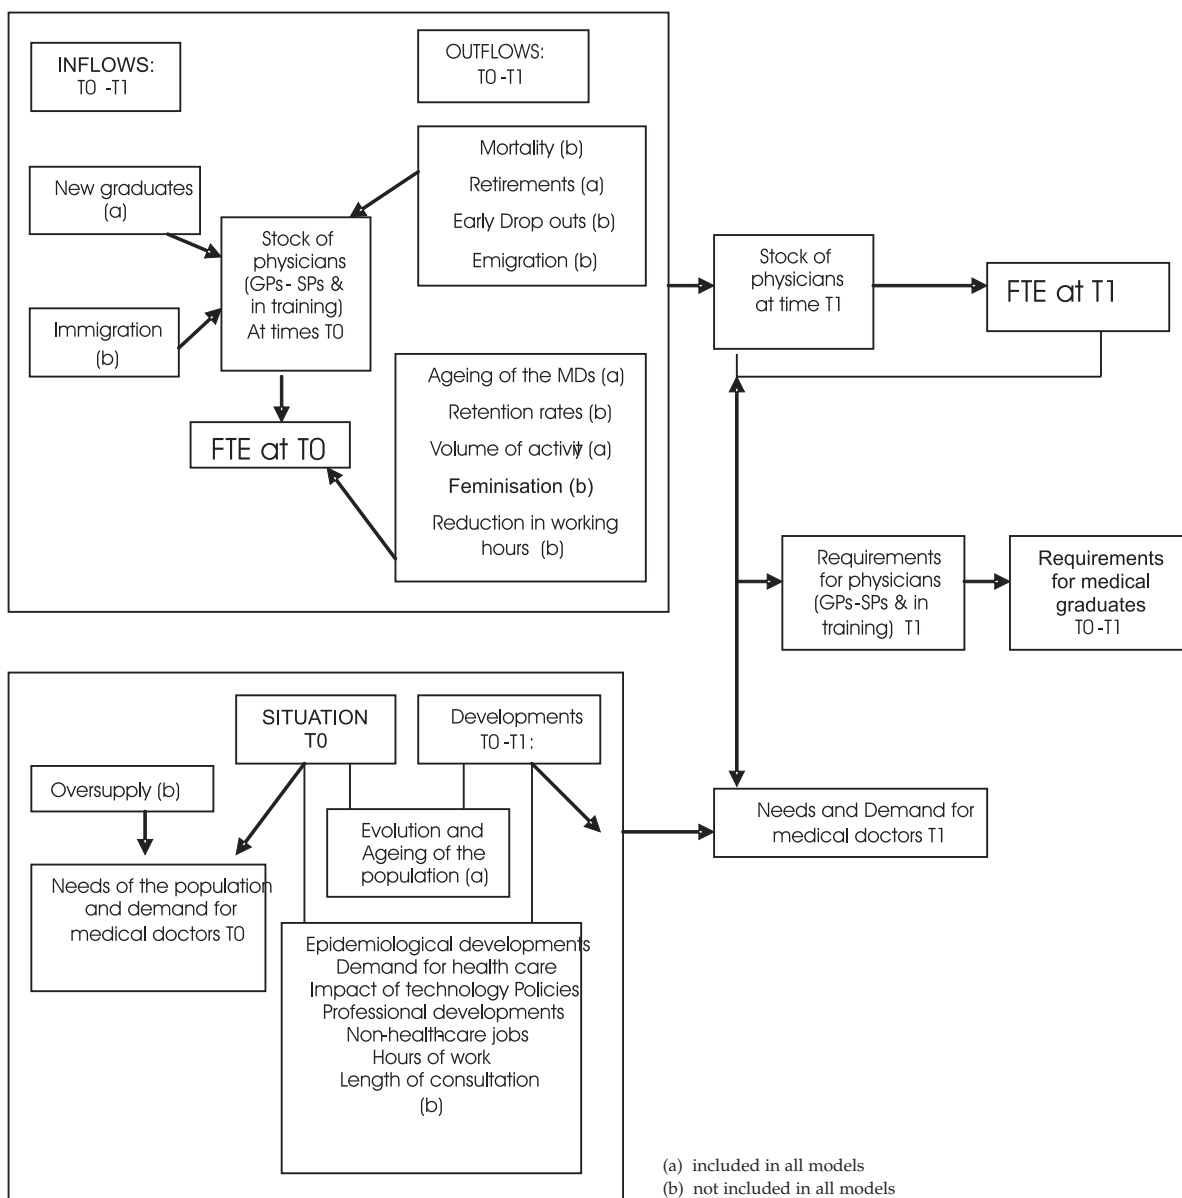 INFLOWS:
T0 -T1
OUTFLOWS:
T0 -T1
New graduates
(a)
Immigration
(b)
Stock of
physicians
(GPs- SPs &
in training)
At times T0
Mortality (b)
Retirements (a)
Early Drop outs (b)
Emigration (b)
FTE at T0
Ageing of the MDs (a)
Retention rates (b)
Volume of activity (a)
Feminisation (b)
Reduction in working
hours (b)
Stock of
physicians
at time T1
FTE at T1
Requirements
for physicians
(GPs-SPs & in
training) T1
Requirements
for medical
graduates
T0-T1
SITUATION
T0
Developments
T0-T1:
Oversupply (b)
Evolution and
Ageing of the
population (a)
Needs of the population
and demand for
medical doctors T0
Epidemiological developments
Demand for health care
Impact of technology Policies
Professional developments
Non-healthcare jobs
Hours of work
Length of consultation
(b)
Needs and Demand for
medical doctors T1
(a) included in all models
(b) not included in all models